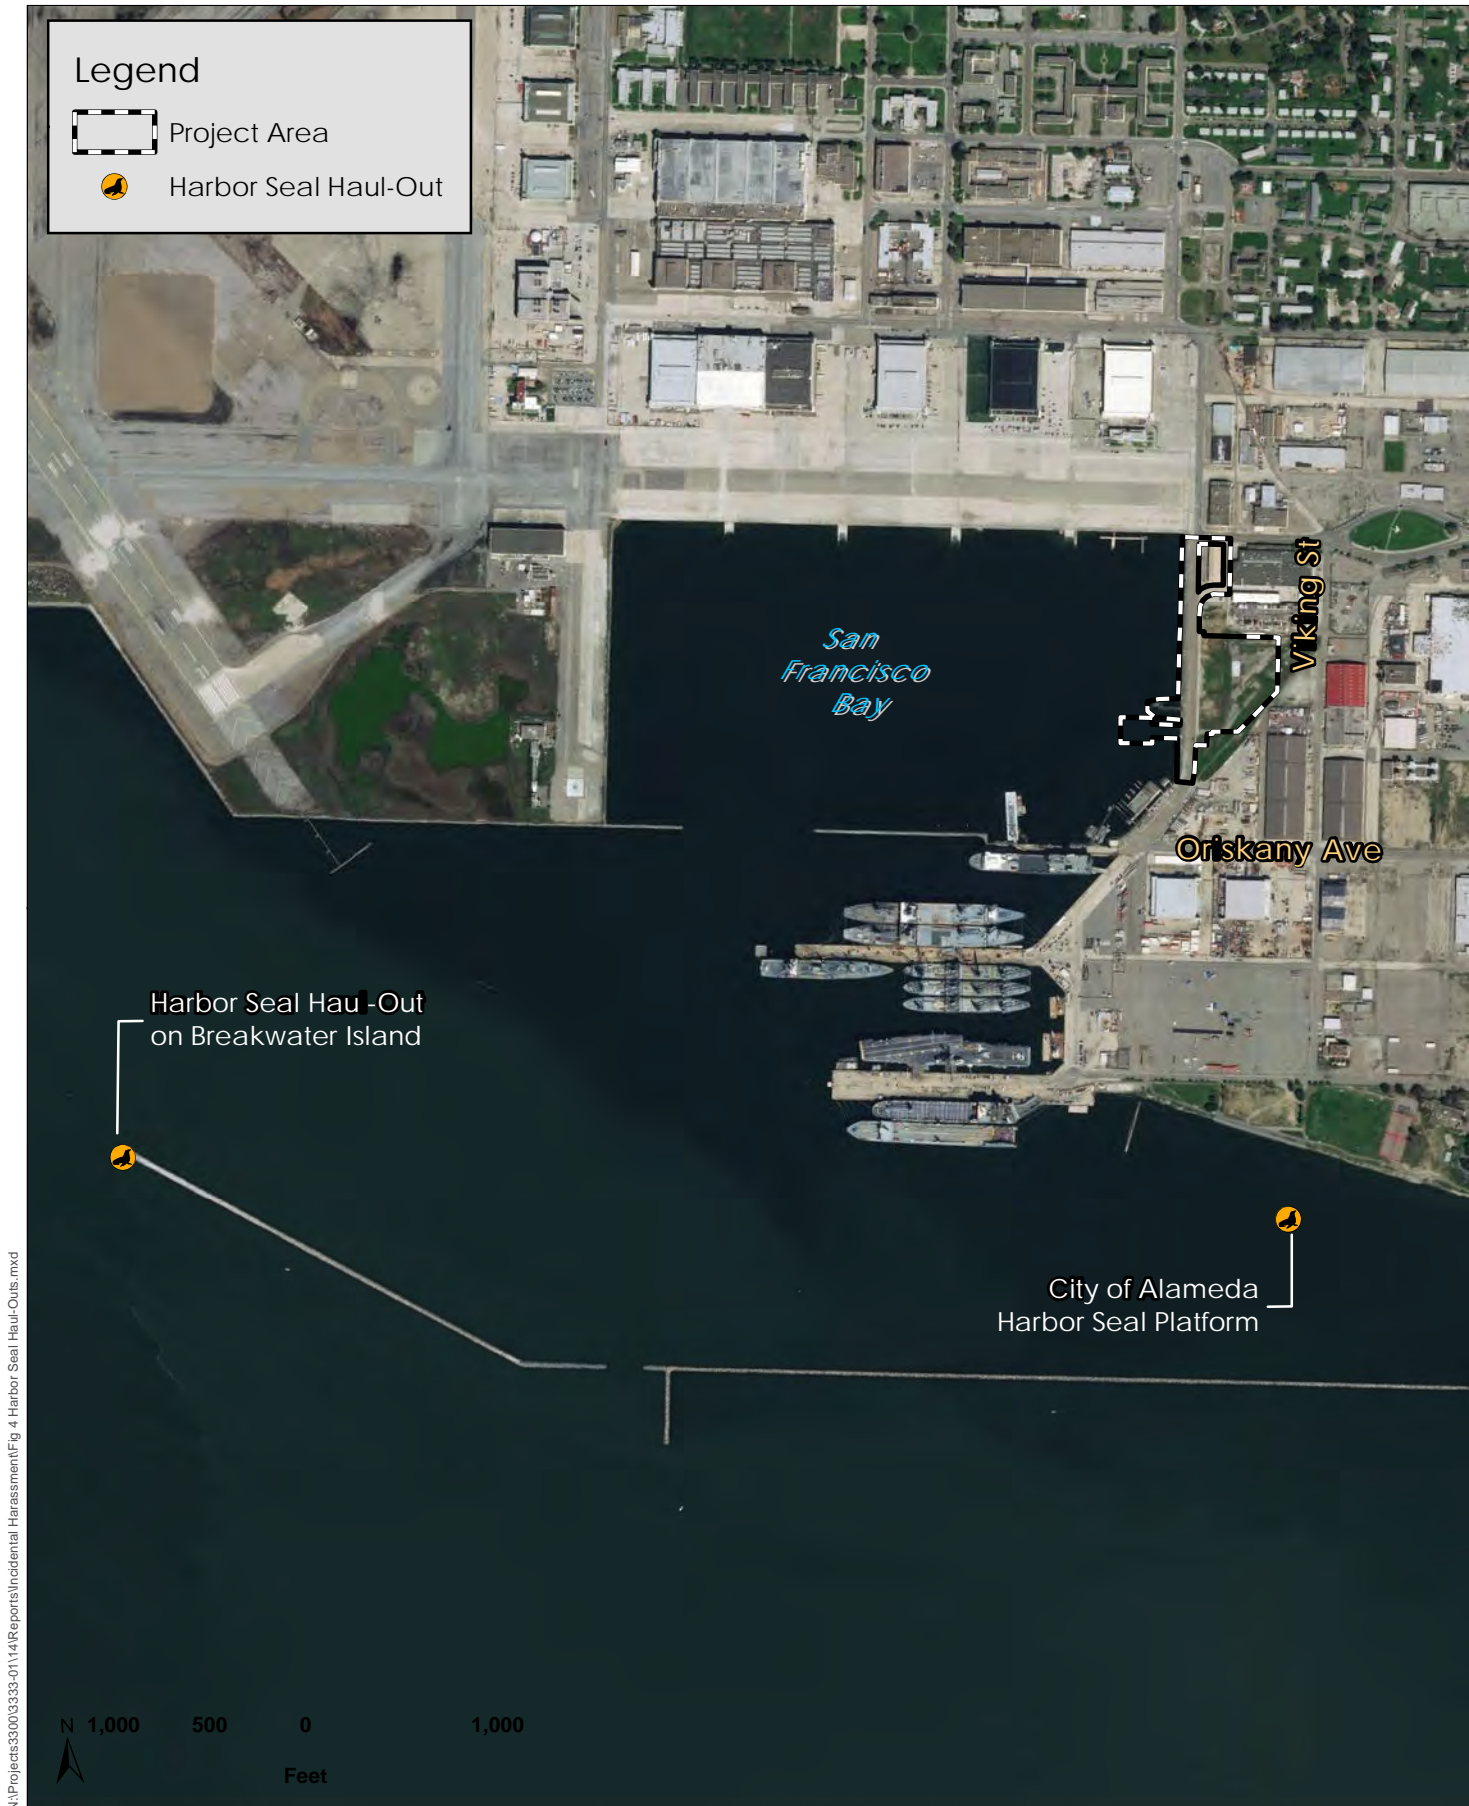 Legend
Project Area
Harbor Seal Haul-Out
San
Francisco
Bay
Viking St
Oriskany Ave
Harbor Seal Haul-Out
on Breakwater Island
City of Alameda
Harbor Seal Platform
N 1,000 500 0 1,000
Feet
N:\Projects3300\3333-01\14\Reports\Incidental Harassment\Fig 4 Harbor Seal Haul-Outs.mxd